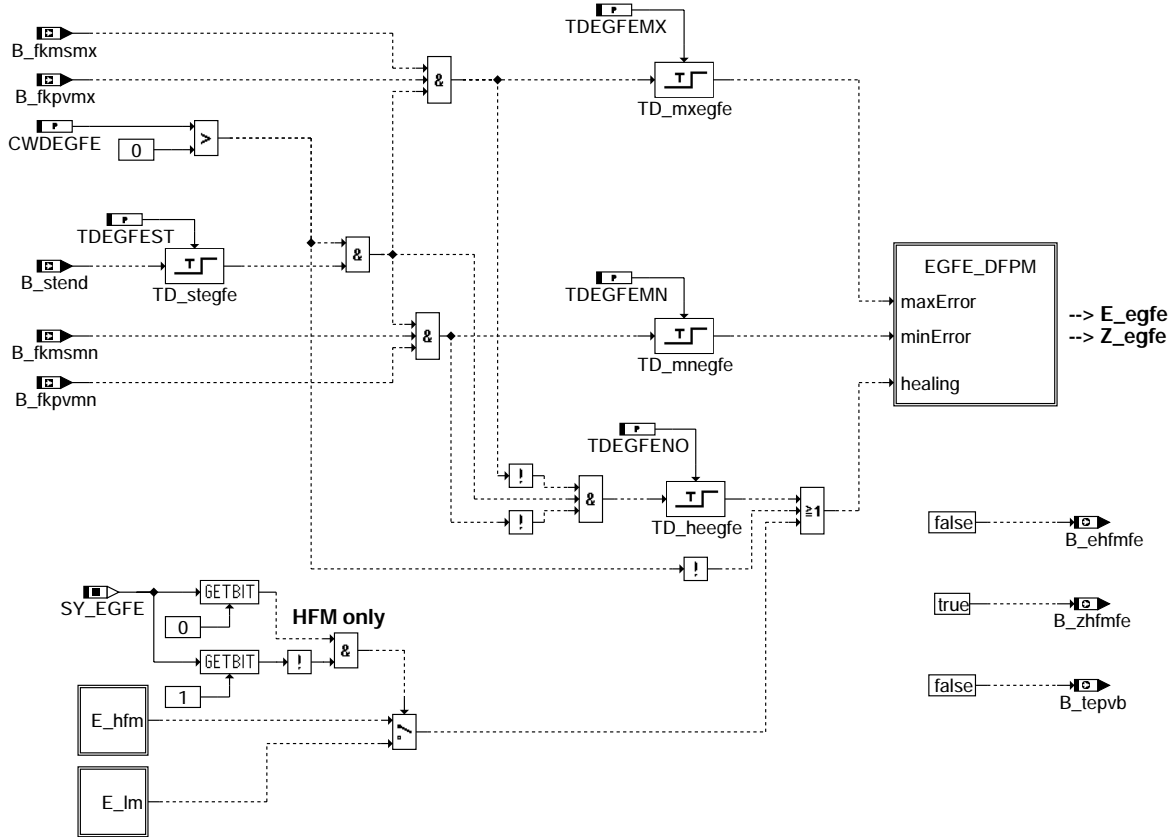 TDEGFEMX
P
B_fkmsmx
&
T
TD_mxegfe
B_fkpvmx
P
CWDEGFE
0
>
P
TDEGFEST
&
T
TD_stegfe
B_stend
P
TDEGFEMN
EGFE_DFPM
maxError
minError
healing
--> E_egfe
--> Z_egfe
B_fkmsmn
&
T
TD_mnegfe
B_fkpvmn
P
TDEGFENO
!
&
!
T
TD_heegfe
≥1
!
false
B_ehfmfe
SY_EGFE
GETBIT
0
HFM only
&
GETBIT
!
1
true
B_zhfmfe
false
B_tepvb
E_hfm
E_lm